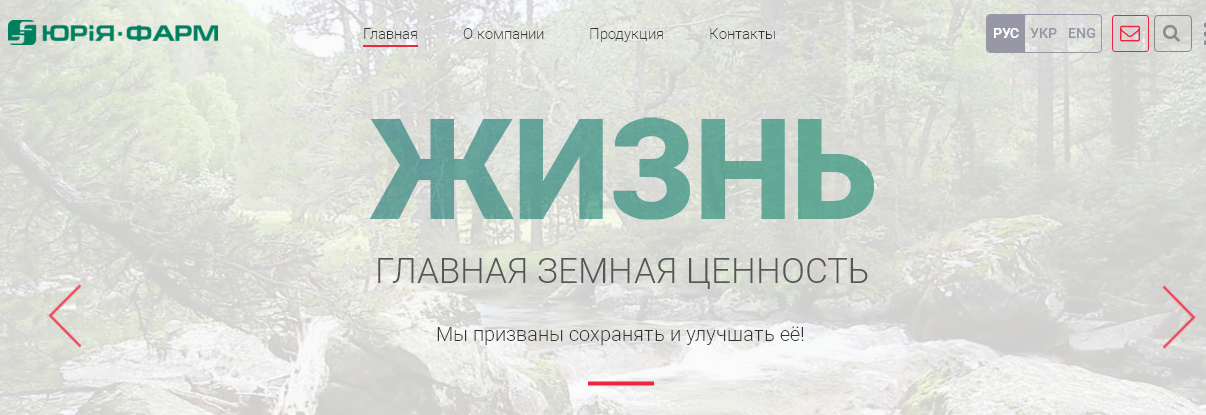 ЮРІЯ·ФАРМ
Главная О компании Продукция Контакты
РУС УКР ENG
ЖИЗНЬ
ГЛАВНАЯ ЗЕМНАЯ ЦЕННОСТЬ
Мы призваны сохранять и улучшать её!